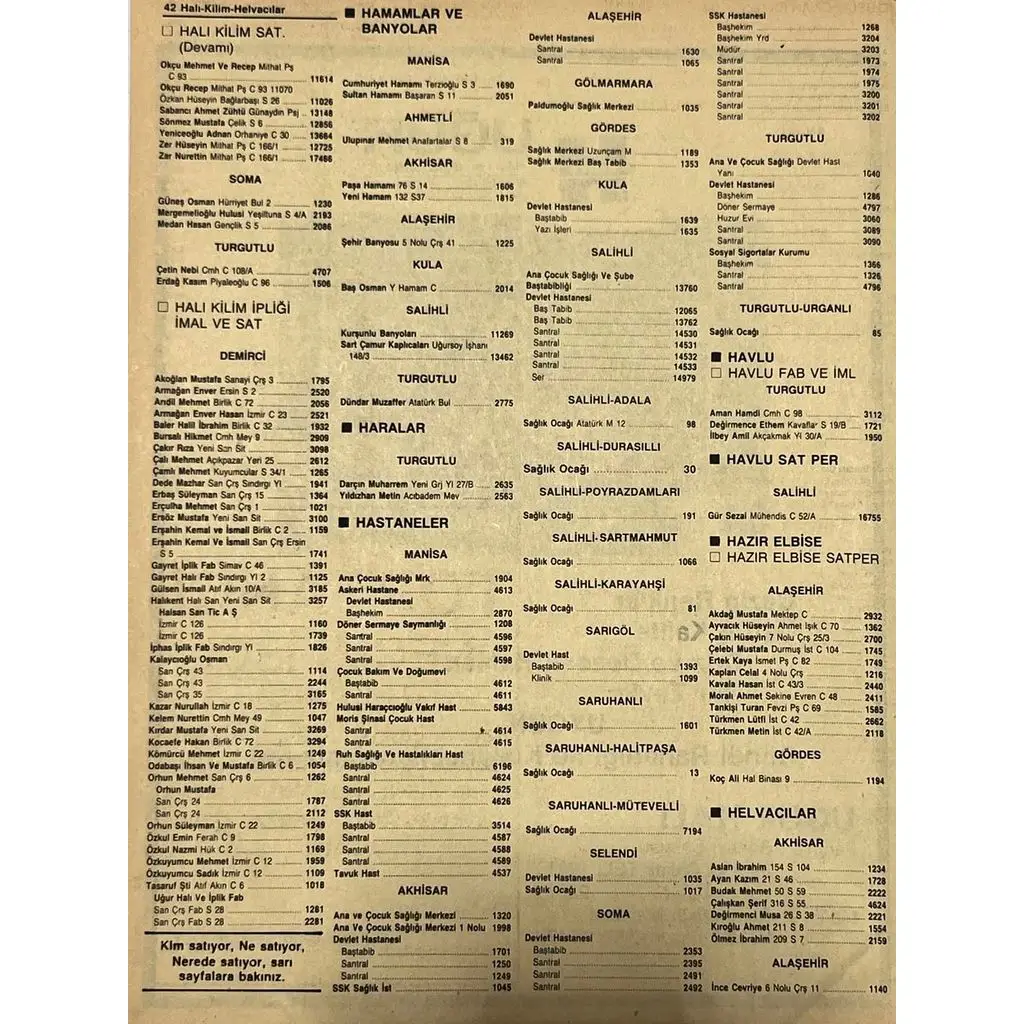 42 Halı-Kilim-Helvacılar
☐ HALI KİLİM SAT.
(Devamı)
Okçu Mehmet Ve Recep Mithat Pş
C 93 11614
Okçu Recep Mithat Pş C 93 11070
Özkan Hüseyin Bağlarbaşı S 26 11026
Sabancı Ahmet Zühtü Günaydın Psj 13148
Sönmez Mustafa Çelik S 6 12856
Yeniceoğlu Adnan Orhaniye C 30 13684
Zer Hüseyin Mithat Pş C 166/1 12725
Zar Nurettin Mithat Pş C 166/1 17486
SOMA
Güneş Osman Hürriyet Bul 2 1230
Mergemelioğlu Hulusi Yeşiltuna S 4/A 2193
Medan Hasan Gençlik S 5 2086
TURGUTLU
Çetin Nebi Cmh C 108/A 4707
Erdağ Kasım Piyaleoğlu C 96 1506
☐ HALI KİLİM İPLİĞİ
İMAL VE SAT
DEMİRCİ
Akoğlan Mustafa Sanayi Çrş 3 1795
Armağan Enver Ersin S 2 2520
Andil Mehmet Birlik C 72 2056
Armağan Enver Hasan İzmir C 23 2521
Baler Halil İbrahim Birlik C 32 1932
Bursalı Hikmet Cmh Mey 9 2909
Çakır Rıza Yeni San Sit 3098
Çalı Mehmet Açıkpazar Yeri 25 2612
Çamlı Mehmet Kuyumcular S 34/1 1265
Dede Mazhar San Çrş Sındırgı Yl 1941
Erbaş Süleyman San Çrş 15 1364
Erçulha Mehmet San Çrş 1 1021
Ersöz Mustafa Yeni San Sit 3100
Erşahin Kemal ve İsmail Birlik C 2 1159
Erşahin Kemal Ve İsmail San Çrş Ersin
S 5 1741
Gayret İplik Fab Simav C 46 1391
Gayret Halı Fab Sındırgı Yl 2 1125
Gülsen İsmail Atıf Akın 10/A 3185
Halıkent Halı San Yeni San Sit 3257
Halsan San Tic A Ş
İzmir C 126 1160
İzmir C 126 1739
İphas İplik Fab Sındırgı Yl 1826
Kalaycıoğlu Osman
San Çrş 43 1114
San Çrş 43 2244
San Çrş 35 3165
Kazar Nurullah İzmir C 18 1275
Kelem Nurettin Cmh Mey 49 1047
Kırdar Mustafa Yeni San Sit 3269
Kocaefe Hakan Birlik C 72 3294
Kömürcü Mehmet İzmir C 22 1249
Odabaşı İhsan Ve Mustafa Birlik C 6 1054
Orhun Mehmet San Çrş 6 1262
Orhun Mustafa
San Çrş 24 1787
San Çrş 24 2112
Orhun Süleyman İzmir C 22 1249
Özkul Emin Ferah C 9 1798
Özkul Nazmi Hük C 2 1169
Özkuyumcu Mehmet İzmir C 12 1959
Özkuyumcu Sadık İzmir C 12 1109
Tasaruf Şti Atıf Akın C 6 1018
Uğur Halı Ve İplik Fab
San Çrş Fab S 28 1281
San Çrş Fab S 28 2281
Kim satıyor, Ne satıyor,
Nerede satıyor, sarı
sayfalara bakınız.
■ HAMAMLAR VE
BANYOLAR
MANİSA
Cumhuriyet Hamamı Terzioğlu S 3 1690
Sultan Hamamı Başaran S 11 2051
AHMETLİ
Ulupınar Mehmet Anafartalar S 8 319
AKHİSAR
Paşa Hamamı 76 S 14 1606
Yeni Hamam 132 S37 1815
ALAŞEHİR
Şehir Banyosu 5 Nolu Çrş 41 1225
KULA
Baş Osman Y Hamam C 2014
SALİHLİ
Kurşunlu Banyoları 11269
Sart Çamur Kaplıcaları Uğursoy İşhanı
148/3 13462
TURGUTLU
Dündar Muzaffer Atatürk Bul 2775
■ HARALAR
TURGUTLU
Darçın Muharrem Yeni Grj Yl 27/B 2635
Yıldızhan Metin Acıbadem Mev 2563
■ HASTANELER
MANİSA
Ana Çocuk Sağlığı Mrk 1904
Askeri Hastane 4613
Devlet Hastanesi
Başhekim 2870
Döner Sermaye Saymanlığı 1208
Santral 4596
Santral 4597
Santral 4598
Çocuk Bakım Ve Doğumevi
Baştabib 4612
Santral 4611
Hulusi Haraçcıoğlu Vakıf Hast 5843
Moris Şinasi Çocuk Hast
Santral 4614
Santral 4615
Ruh Sağlığı Ve Hastalıkları Hast
Baştabib 6196
Santral 4624
Santral 4625
Santral 4626
SSK Hast
Baştabib 3514
Santral 4587
Santral 4588
Santral 4589
Tavuk Hast 4537
AKHİSAR
Ana ve Çocuk Sağlığı Merkezi 1320
Ana Ve Çocuk Sağlığı Merkezi 1 Nolu 1998
Devlet Hastanesi
Baştabib 1701
Santral 1250
Santral 1249
SSK Sağlık İst 1045
ALAŞEHİR
Devlet Hastanesi
Santral 1630
Santral 1065
GÖLMARMARA
Paldumoğlu Sağlık Merkezi 1035
GÖRDES
Sağlık Merkezi Uzunçam M 1189
Sağlık Merkezi Baş Tabib 1353
KULA
Devlet Hastanesi
Baştabib 1639
Yazı İşleri 1635
SALİHLİ
Ana Çocuk Sağlığı Ve Şube
Baştabibliği 13760
Devlet Hastanesi
Baş Tabib 12065
Baş Tabib 13762
Santral 14530
Santral 14531
Santral 14532
Santral 14533
Ser 14979
SALİHLİ-ADALA
Sağlık Ocağı Atatürk M 12 98
SALİHLİ-DURASILLI
Sağlık Ocağı 30
SALİHLİ-POYRAZDAMLARI
Sağlık Ocağı 191
SALİHLİ-SARTMAHMUT
Sağlık Ocağı 1066
SALİHLİ-KARAYAHŞİ
Sağlık Ocağı 81
SARIGÖL
Devlet Hast
Baştabib 1393
Klinik 1099
SARUHANLI
Sağlık Ocağı 1601
SARUHANLI-HALİTPAŞA
Sağlık Ocağı 13
SARUHANLI-MÜTEVELLİ
Sağlık Ocağı 7194
SELENDİ
Devlet Hastanesi 1035
Sağlık Ocağı 1017
SOMA
Devlet Hastanesi
Baştabib 2353
Santral 2395
Santral 2491
Santral 2492
SSK Hastanesi
Başhekim 1268
Başhekim Yrd 3204
Müdür 3203
Santral 1973
Santral 1974
Santral 1975
Santral 3200
Santral 3201
Santral 3202
TURGUTLU
Ana Ve Çocuk Sağlığı Devlet Hast
Yanı 1040
Devlet Hastanesi
Başhekim 1286
Döner Sermaye 4797
Huzur Evi 3060
Santral 3089
Santral 3090
Sosyal Sigortalar Kurumu
Başhekim 1366
Santral 1326
Santral 4796
TURGUTLU-URGANLI
Sağlık Ocağı 85
■ HAVLU
☐ HAVLU FAB VE İML
TURGUTLU
Aman Hamdi Cmh C 98 3112
Değirmence Ethem Kavaflar S 19/B 1721
İlbey Amil Akçakmak Yl 30/A 1950
■ HAVLU SAT PER
SALİHLİ
Gür Sezal Mühendis C 52/A 16755
■ HAZIR ELBİSE
☐ HAZIR ELBİSE SATPER
ALAŞEHİR
Akdağ Mustafa Mektep C 2932
Ayvacık Hüseyin Ahmet Işık C 70 1362
Çakın Hüseyin 7 Nolu Çrş 25/3 2700
Çelebi Mustafa Durmuş İst C 104 1745
Ertek Kaya İsmet Pş C 82 1749
Kaplan Celal 4 Nolu Çrş 1216
Kavala Hasan İst C 43/3 2440
Moralı Ahmet Sekine Evren C 48 2411
Tankişi Turan Fevzi Pş C 69 1585
Türkmen Lütfi İst C 42 2662
Türkmen Metin İst C 42/A 2118
GÖRDES
Koç Ali Hal Binası 9 1194
■ HELVACILAR
AKHİSAR
Aslan İbrahim 154 S 104 1234
Ayan Kazım 21 S 46 1728
Budak Mehmet 50 S 59 2222
Çalışkan Şerif 316 S 55 4624
Değirmenci Musa 26 S 38 2221
Kıroğlu Ahmet 211 S 8 1554
Ölmez İbrahim 209 S 7 2159
ALAŞEHİR
İnce Cevriye 6 Nolu Çrş 11 1140